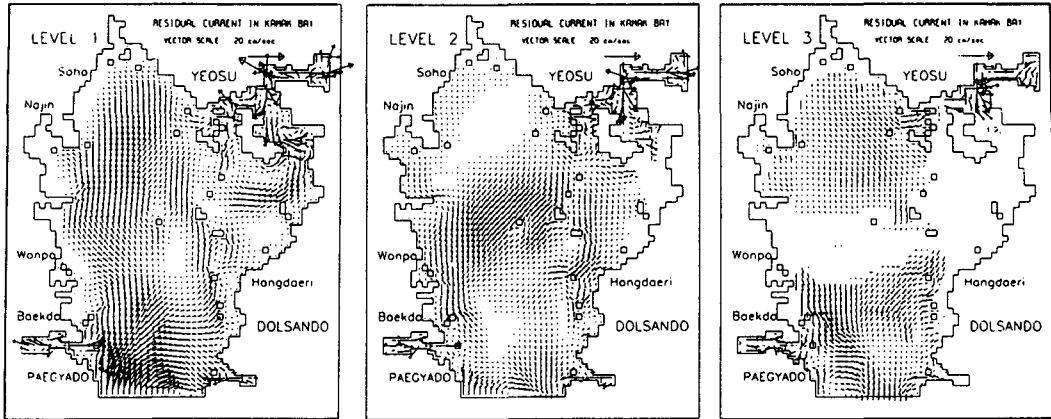 RESIDUAL CURRENT IN KAMAK BAY
LEVEL 1
VECTOR SCALE 20 cm/sec
Soho
YEOSU
Najin
Wonpo
Hangdaeri
Baekdo
DOLSANDO
PAEGYADO
RESIDUAL CURRENT IN KAMAK BAY
LEVEL 2
VECTOR SCALE 20 cm/sec
Soho
YEOSU
Najin
Wonpo
Hangdaeri
Baekdo
DOLSANDO
PAEGYADO
RESIDUAL CURRENT IN KAMAK BAY
LEVEL 3
VECTOR SCALE 20 cm/sec
Soho
YEOSU
Najin
Wonpo
Hangdaeri
Baekdo
DOLSANDO
PAEGYADO